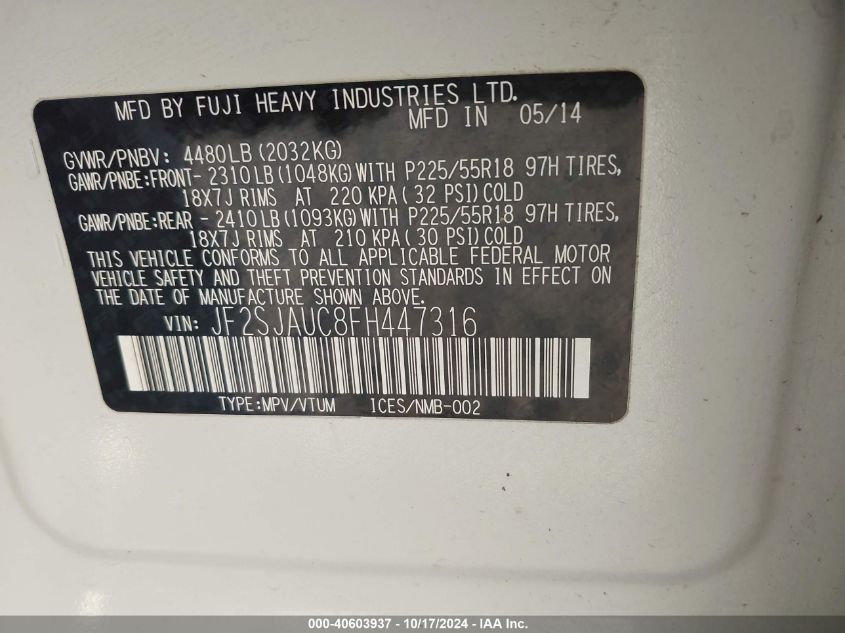 MFD BY FUJI HEAVY INDUSTRIES LTD.
MFD IN 05/14
GVWR/PNBV: 4480LB(2032KG)
GAWR/PNBE:FRONT- 2310LB(1048KG)WITH P225/55R18 97H TIRES,
18X7J RIMS AT 220 KPA( 32 PSI)COLD
GAWR/PNBE:REAR - 2410LB(1093KG)WITH P225/55R18 97H TIRES,
18X7J RIMS AT 210 KPA( 30 PSI)COLD
THIS VEHICLE CONFORMS TO ALL APPLICABLE FEDERAL MOTOR
VEHICLE SAFETY AND THEFT PREVENTION STANDARDS IN EFFECT ON
THE DATE OF MANUFACTURE SHOWN ABOVE.
VIN: JF2SJAUC8FH447316
TYPE:MPV/VTUM ICES/NMB-002
000-40603937 - 10/17/2024 - IAA, Inc.